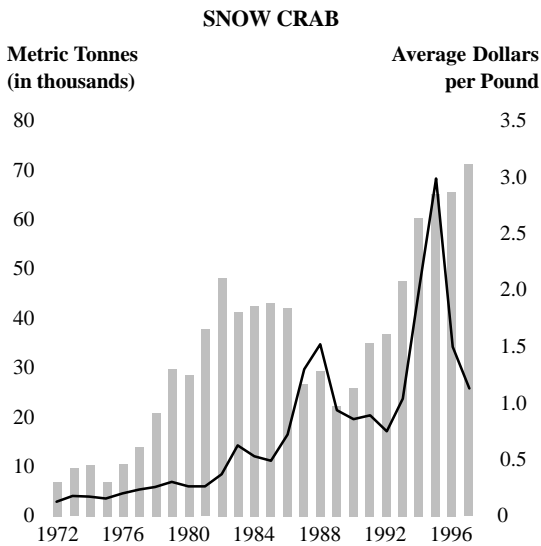 SNOW CRAB
Metric Tonnes
(in thousands)
Average Dollars
per Pound
80
70
60
50
40
30
20
10
0
3.5
3.0
2.5
2.0
1.5
1.0
0.5
0
1972 1976 1980 1984 1988 1992 1996